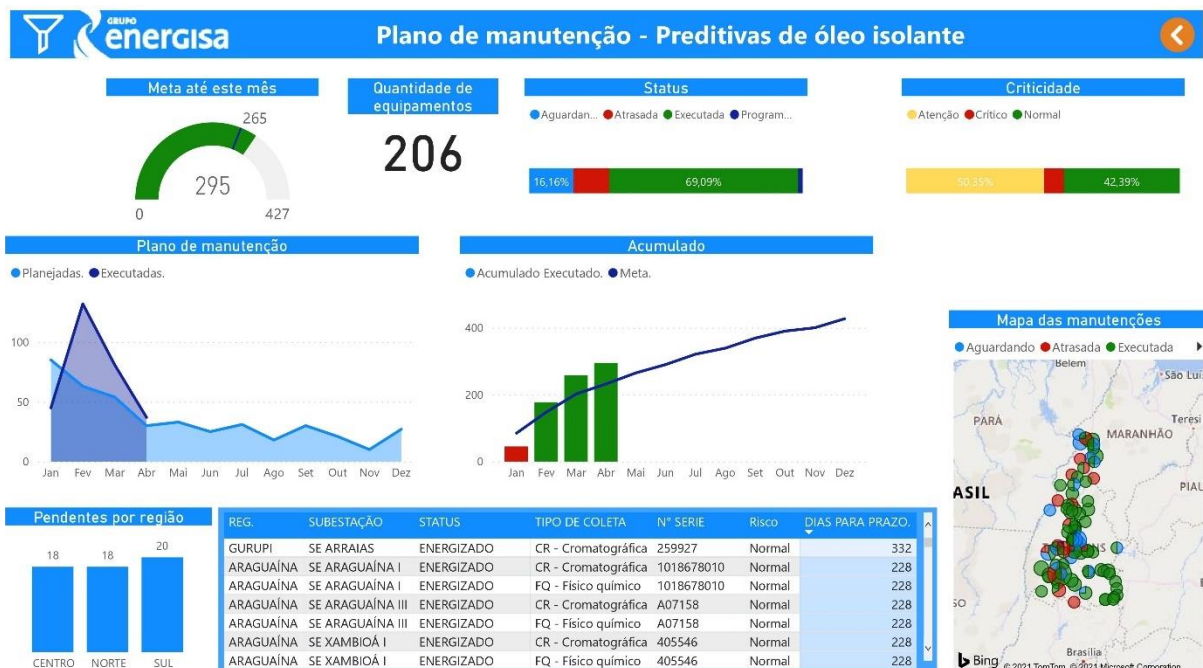 GRUPO
energisa
Plano de manutenção - Preditivas de óleo isolante
Meta até este mês
265
295
0
427
Quantidade de
equipamentos
206
Status
Aguardan... Atrasada Executada Program...
16,16% 69,09%
Criticidade
Atenção Crítico Normal
50,35% 42,39%
Plano de manutenção
Planejadas. Executadas.
100
50
0
Jan Fev Mar Abr Mai Jun Jul Ago Set Out Nov Dez
Acumulado
Acumulado Executado. Meta.
400
200
0
Jan Fev Mar Abr Mai Jun Jul Ago Set Out Nov Dez
Mapa das manutenções
Aguardando Atrasada Executada
Belem
São Luí
PARÁ
Teresi
MARANHÃO
ASIL
PIAU
Brasília
Bing © 2021 TomTom, © 2021 Microsoft Corporation
Pendentes por região
18 18 20
CENTRO NORTE SUL
REG. SUBESTAÇÃO STATUS TIPO DE COLETA N° SERIE Risco DIAS PARA PRAZO.
GURUPI SE ARRAIAS ENERGIZADO CR - Cromatográfica 259927 Normal 332
ARAGUAÍNA SE ARAGUAÍNA I ENERGIZADO CR - Cromatográfica 1018678010 Normal 228
ARAGUAÍNA SE ARAGUAÍNA I ENERGIZADO FQ - Físico químico 1018678010 Normal 228
ARAGUAÍNA SE ARAGUAÍNA III ENERGIZADO CR - Cromatográfica A07158 Normal 228
ARAGUAÍNA SE ARAGUAÍNA III ENERGIZADO FQ - Físico químico A07158 Normal 228
ARAGUAÍNA SE XAMBIOÁ I ENERGIZADO CR - Cromatográfica 405546 Normal 228
ARAGUAÍNA SE XAMBIOÁ I ENERGIZADO FQ - Físico químico 405546 Normal 228